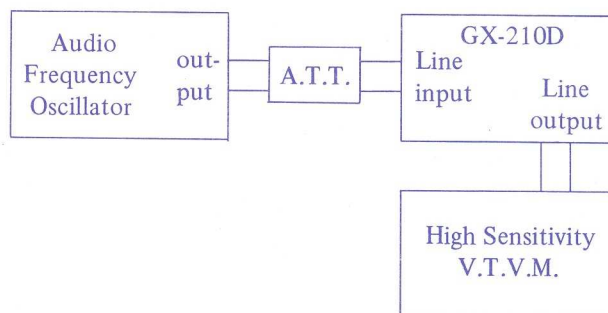 Audio
Frequency
Oscillator
out-
put
A.T.T.
GX-210D
Line
input
Line
output
High Sensitivity
V.T.V.M.